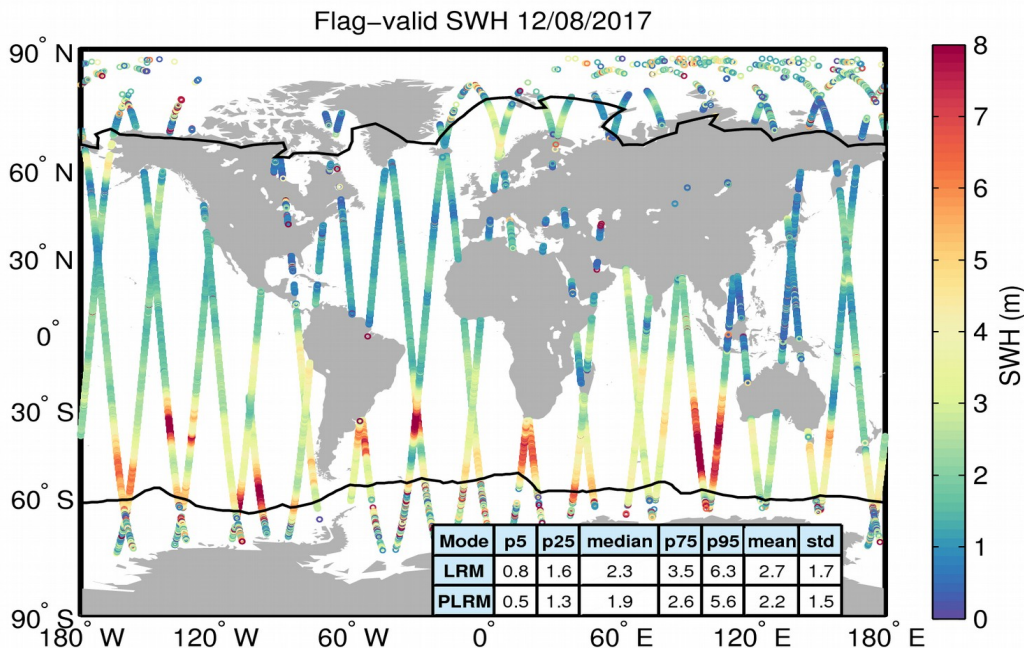 Flag−valid SWH 12/08/2017
90° N
60° N
30° N
0°
30° S
60° S
90° S
180° W
120° W
60° W
0°
60° E
120° E
180° E
Mode p5 p25 median p75 p95 mean std
LRM 0.8 1.6 2.3 3.5 6.3 2.7 1.7
PLRM 0.5 1.3 1.9 2.6 5.6 2.2 1.5
8
7
6
5
4
3
2
1
0
SWH (m)